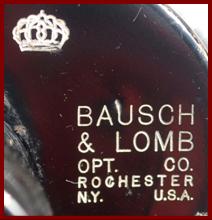 BAUSCH
& LOMB
OPT. CO.
ROCHESTER
N.Y. U.S.A.